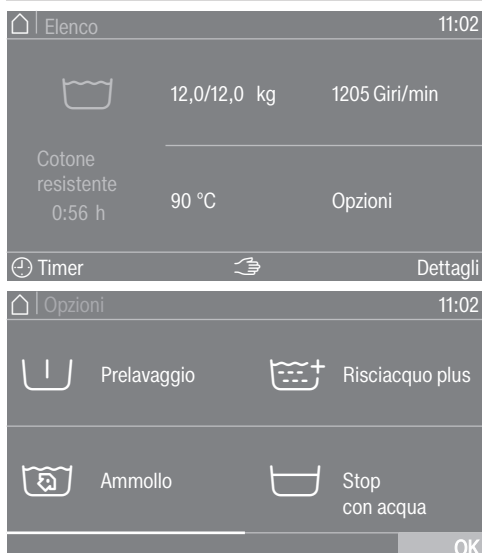 Elenco 11:02
12,0/12,0 kg 1205 Giri/min
Cotone
resistente
0:56 h
90 °C Opzioni
Timer Dettagli
Opzioni 11:02
Prelavaggio Risciacquo plus
Ammollo Stop
con acqua
OK